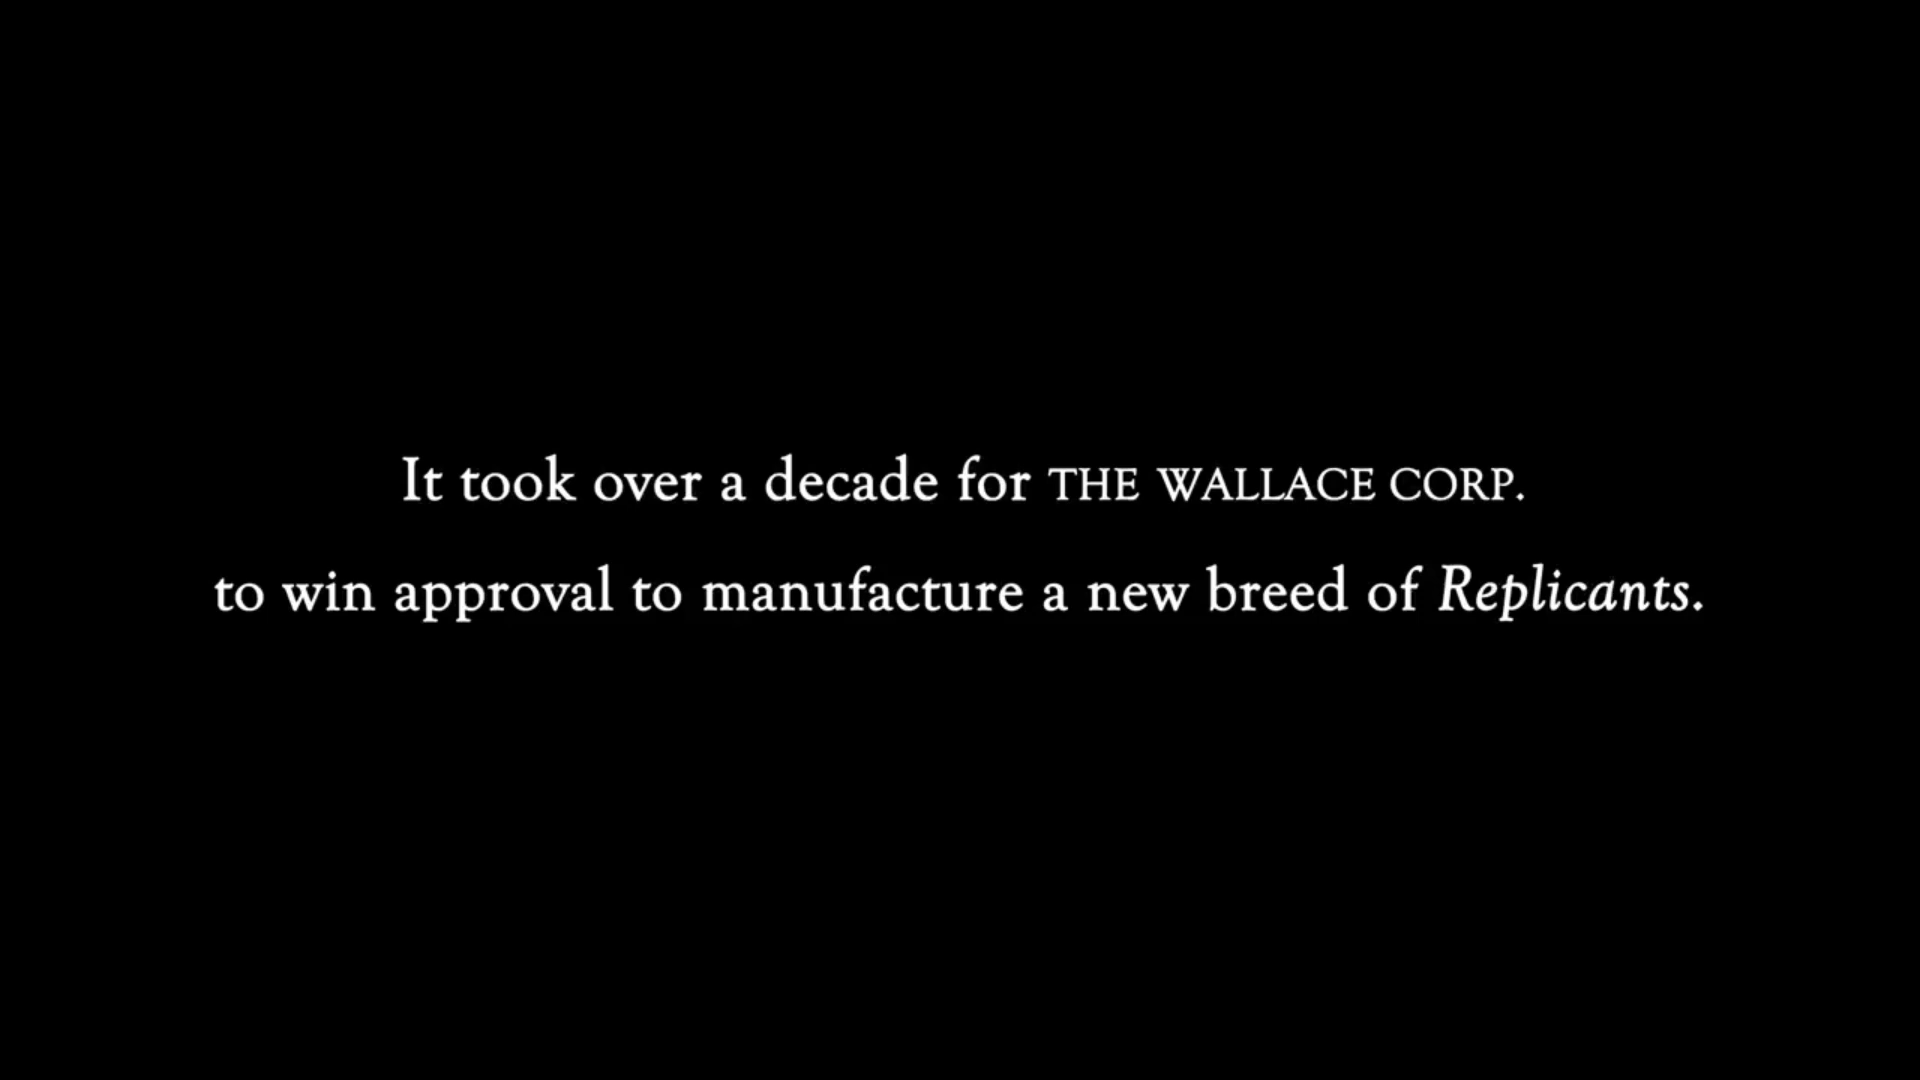 It took over a decade for THE WALLACE CORP.
to win approval to manufacture a new breed of Replicants.